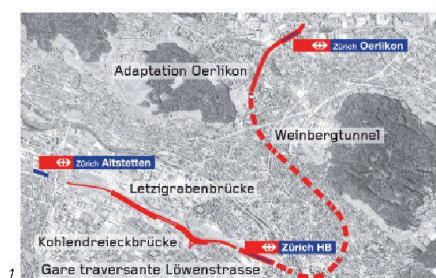 Zürich Oerlikon
Adaptation Oerlikon
Weinbergtunnel
Zürich Altstetten
Letzigrabenbrücke
Kohlendreieckbrücke
Zürich HB
1 Gare traversante Löwenstrasse